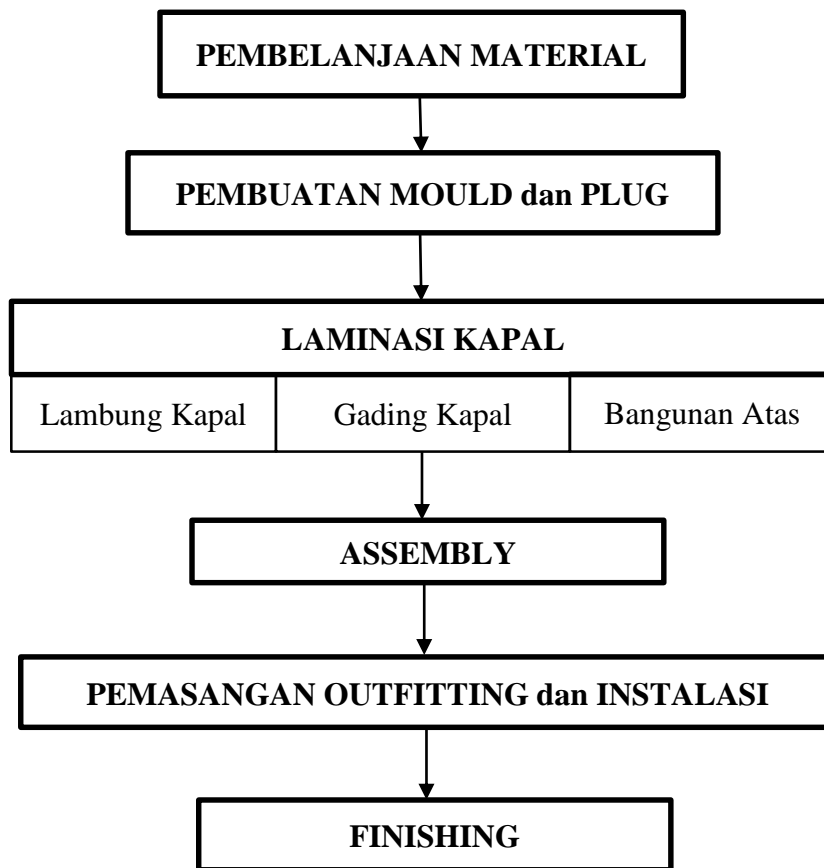 PEMBELANJAAN MATERIAL
PEMBUATAN MOULD dan PLUG
LAMINASI KAPAL
Lambung Kapal
Gading Kapal
Bangunan Atas
ASSEMBLY
PEMASANGAN OUTFITTING dan INSTALASI
FINISHING